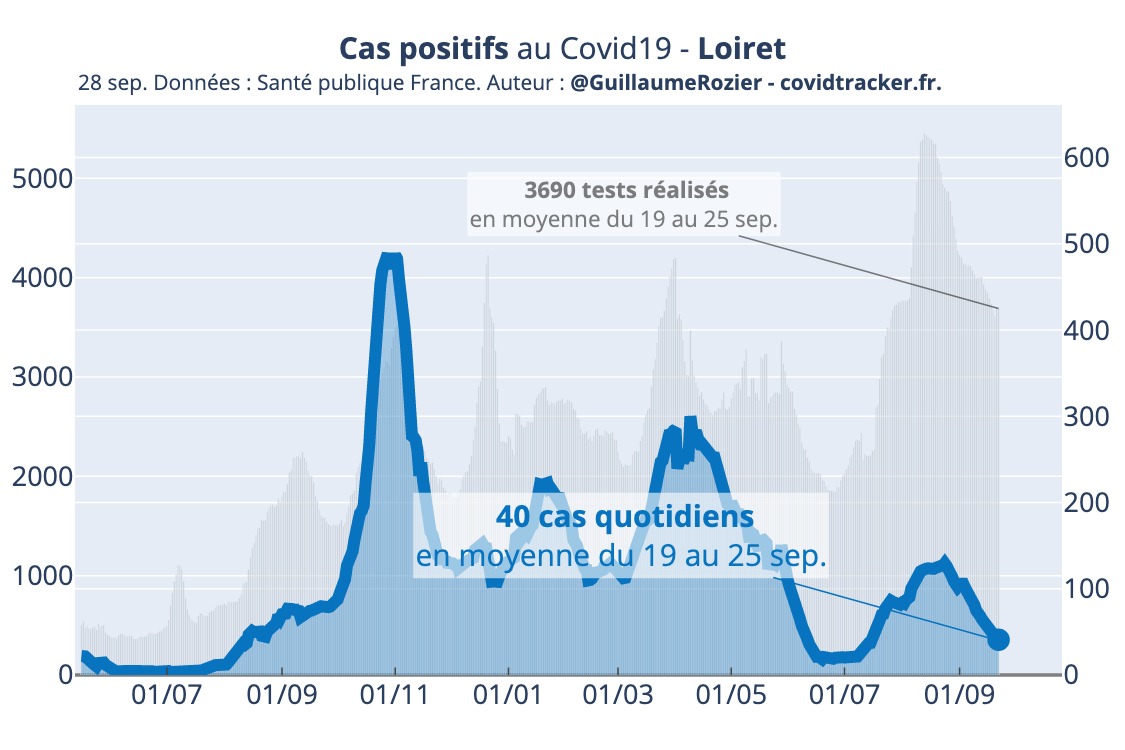 Cas positifs au Covid19 - Loiret
28 sep. Données : Santé publique France. Auteur : @GuillaumeRozier - covidtracker.fr.
5000
4000
3000
2000
1000
0
600
500
400
300
200
100
0
3690 tests réalisés
en moyenne du 19 au 25 sep.
40 cas quotidiens
en moyenne du 19 au 25 sep.
01/07 01/09 01/11 01/01 01/03 01/05 01/07 01/09